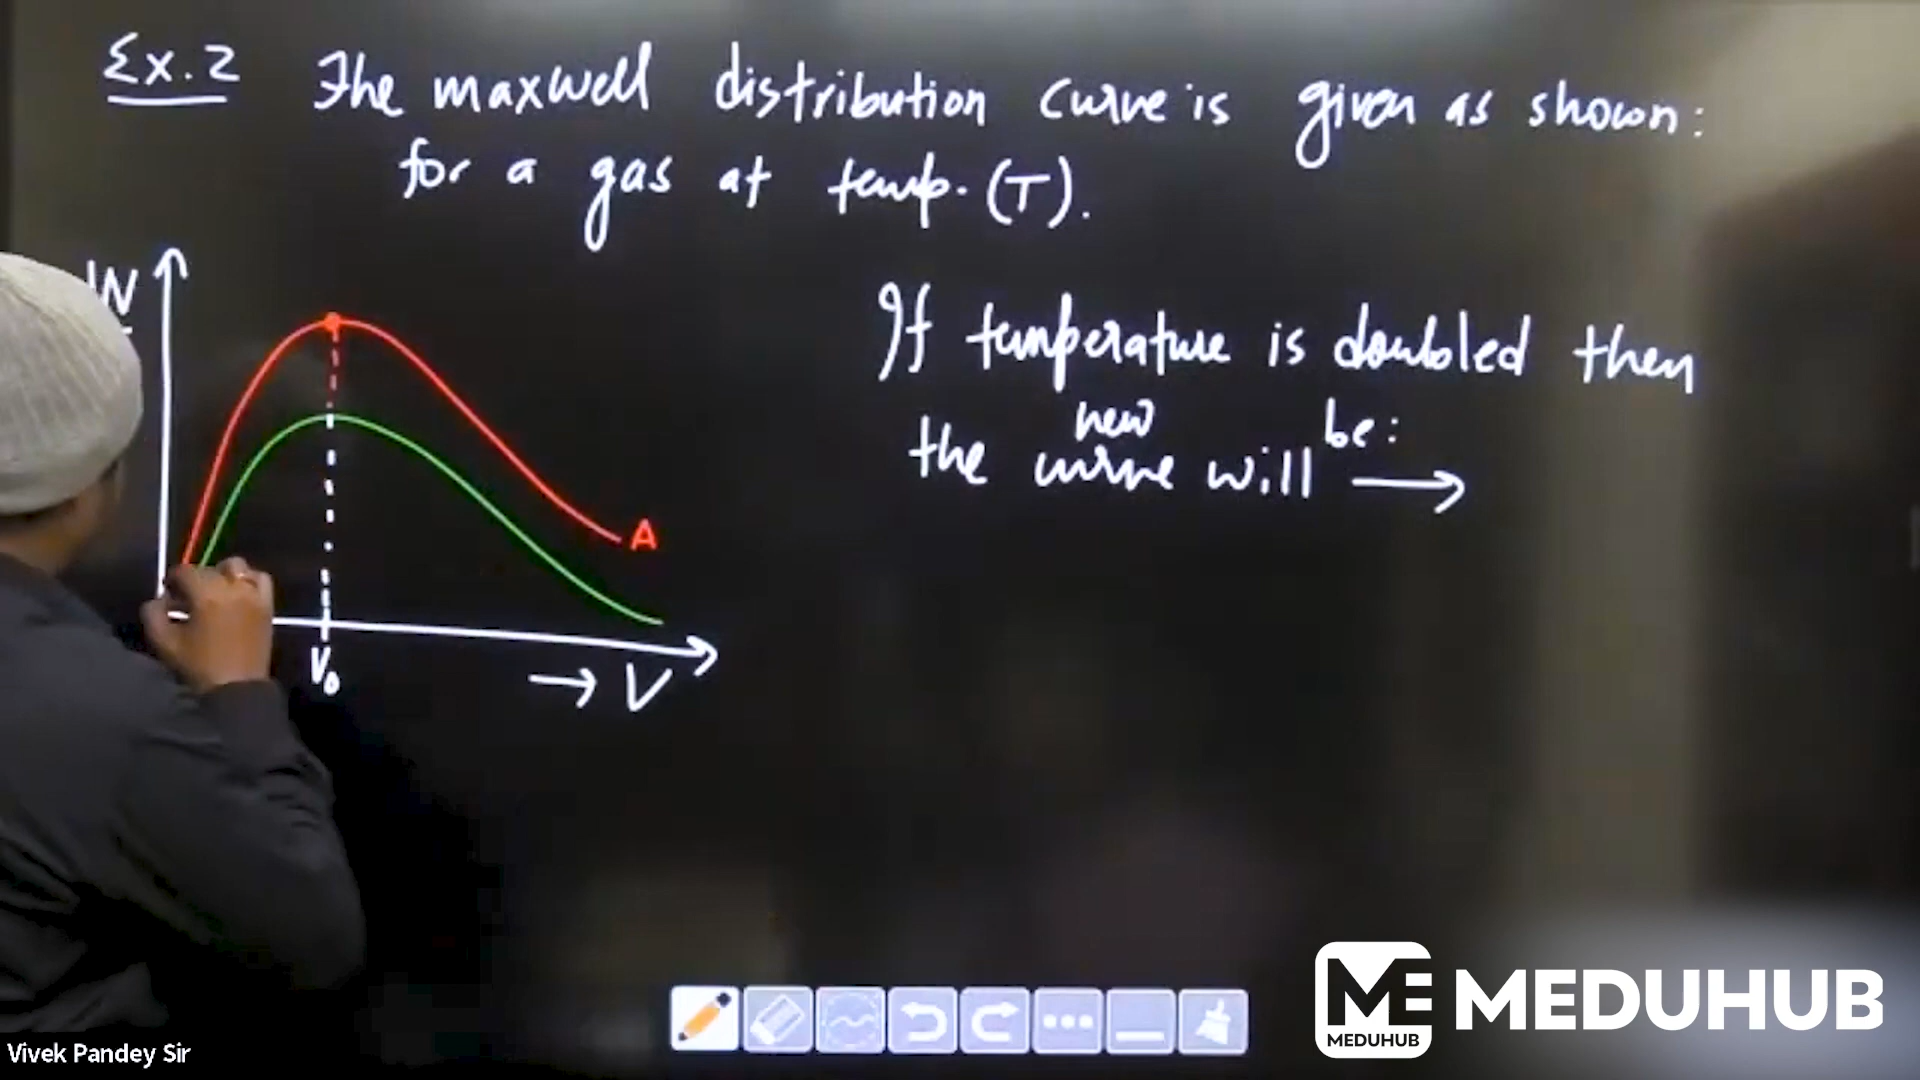 Ex.2 The maxwell distribution curve is given as shown:
for a gas at temp. (T).
N
If temperature is doubled then
new be:
the curve will →
A
V₀
→ V
MEDUHUB
MEDUHUB
Vivek Pandey Sir